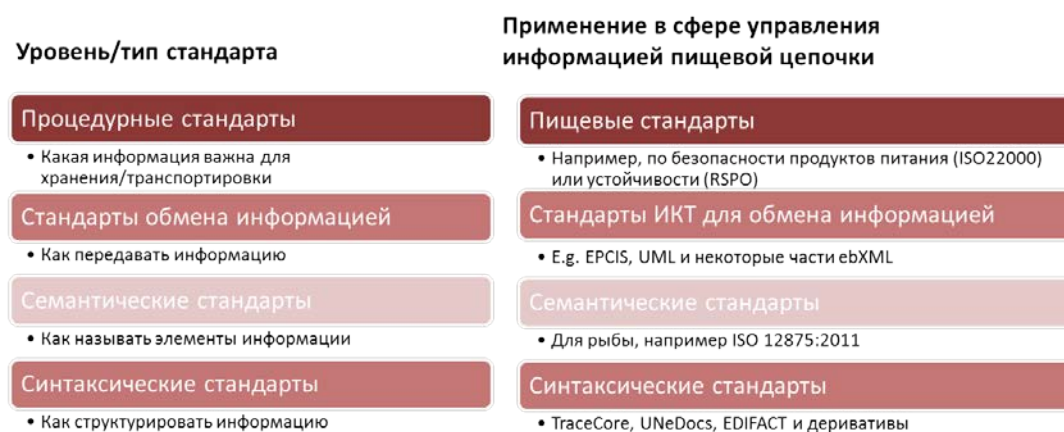 Уровень/тип стандарта
Процедурные стандарты
• Какая информация важна для
хранения/транспортировки
Стандарты обмена информацией
• Как передавать информацию
Семантические стандарты
• Как называть элементы информации
Синтаксические стандарты
• Как структурировать информацию
Применение в сфере управления
информацией пищевой цепочки
Пищевые стандарты
• Например, по безопасности продуктов питания (ISO22000)
или устойчивости (RSPO)
Стандарты ИКТ для обмена информацией
• E.g. EPCIS, UML и некоторые части ebXML
Семантические стандарты
• Для рыбы, например ISO 12875:2011
Синтаксические стандарты
• TraceCore, UNeDocs, EDIFACT и деривативы